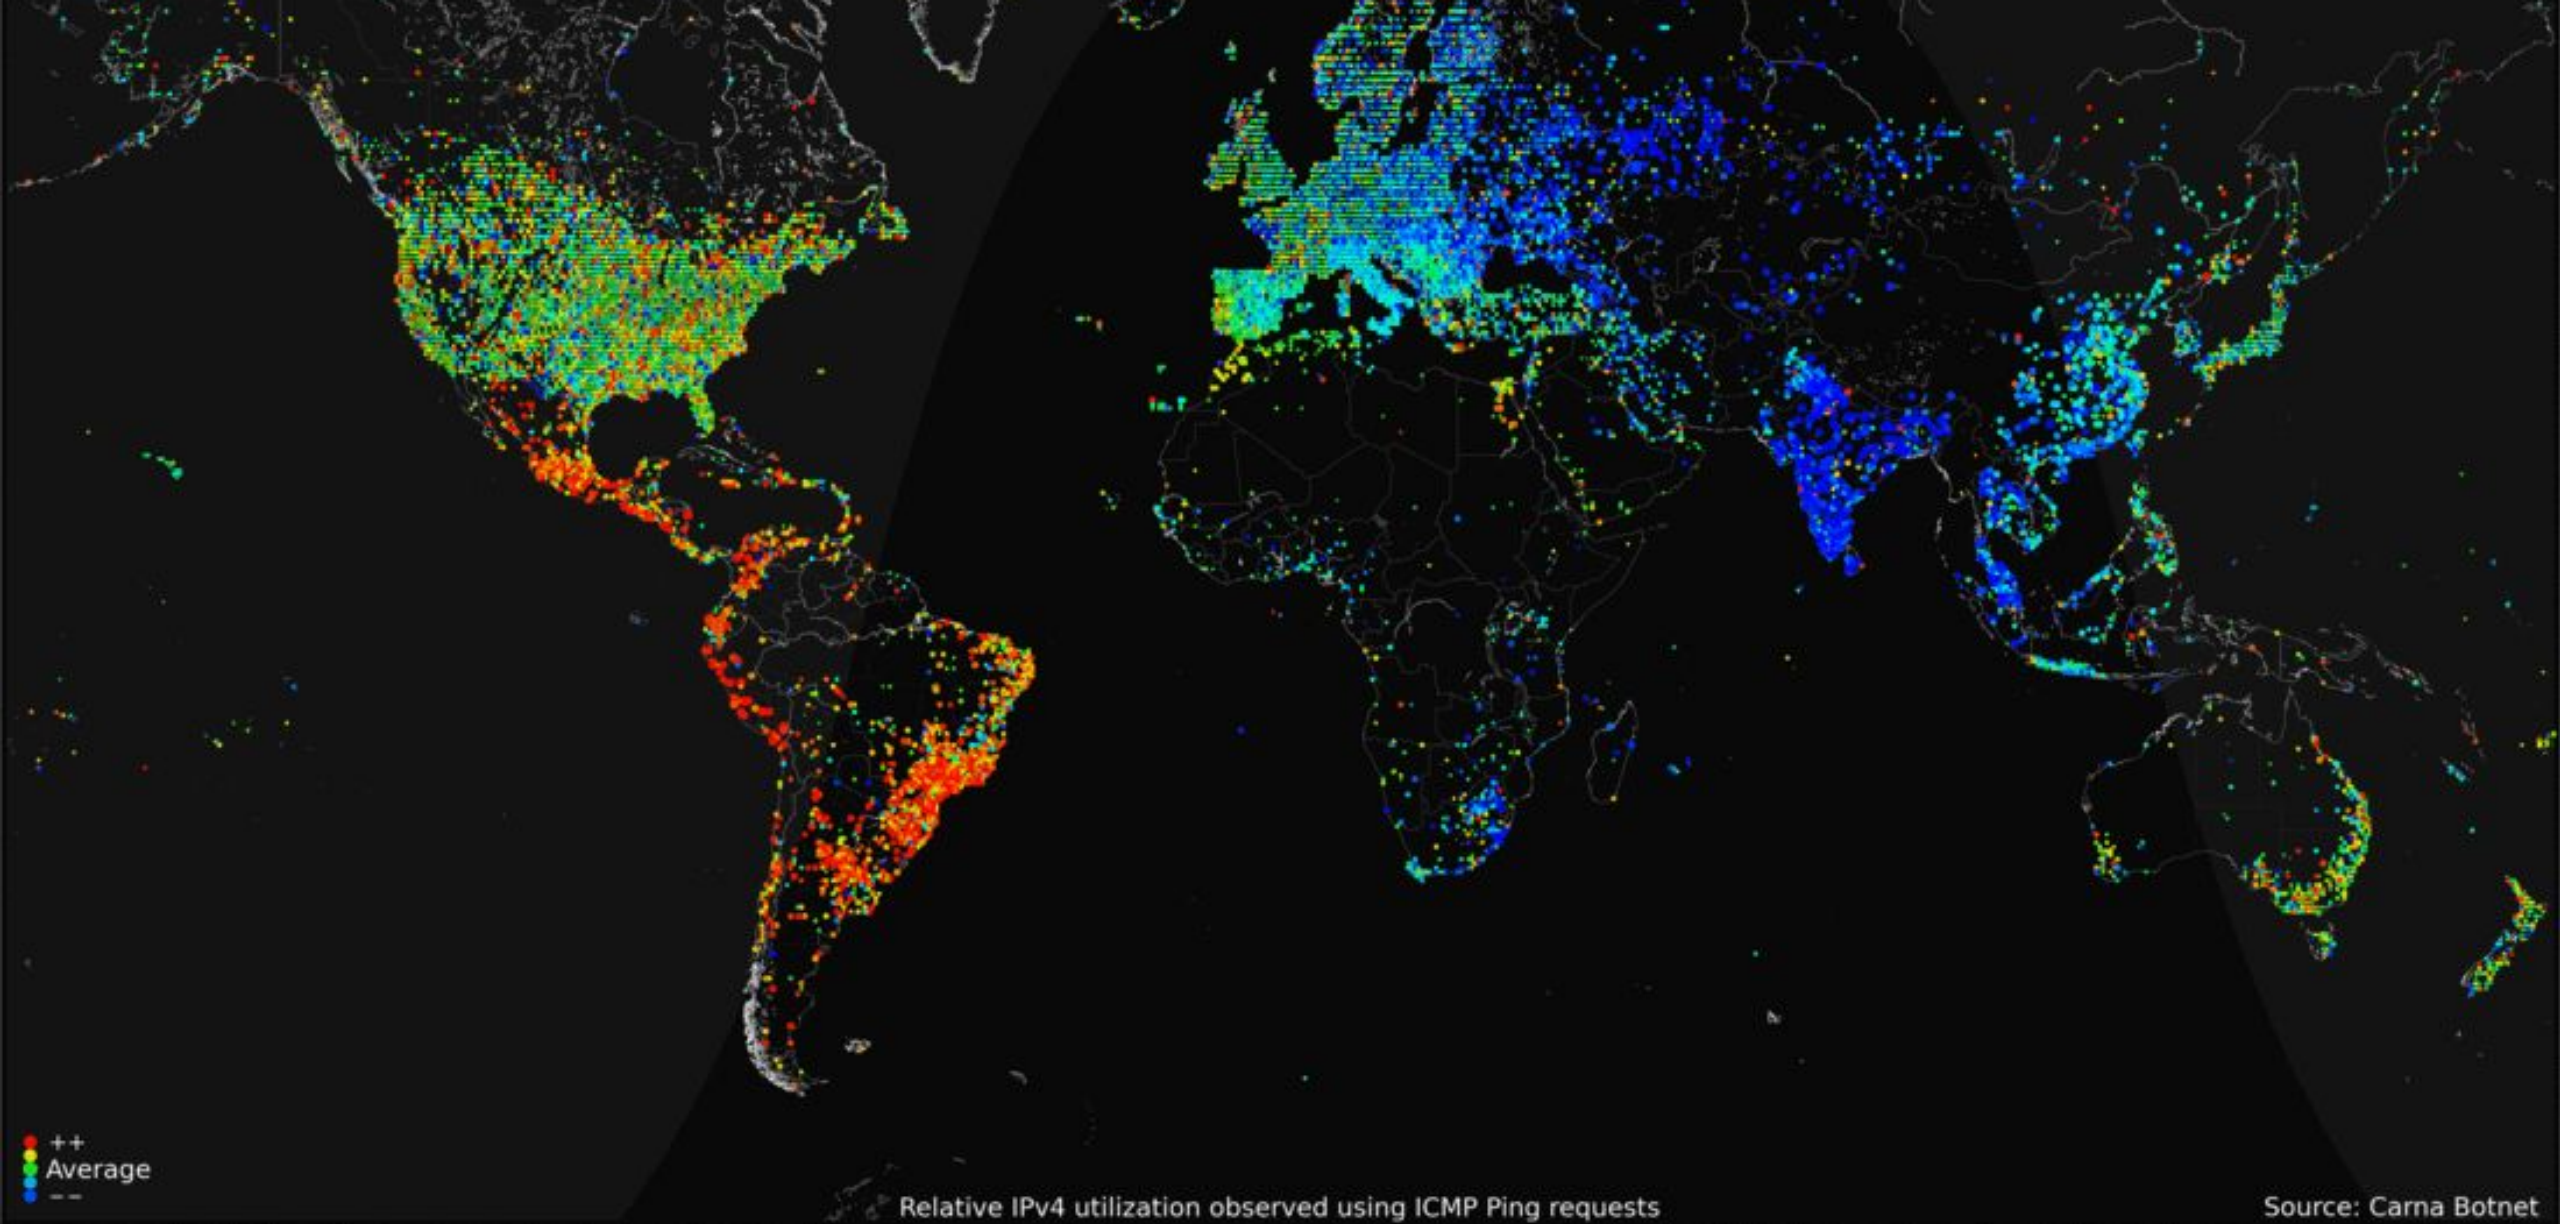 ++
Average
--
Relative IPv4 utilization observed using ICMP Ping requests
Source: Carna Botnet